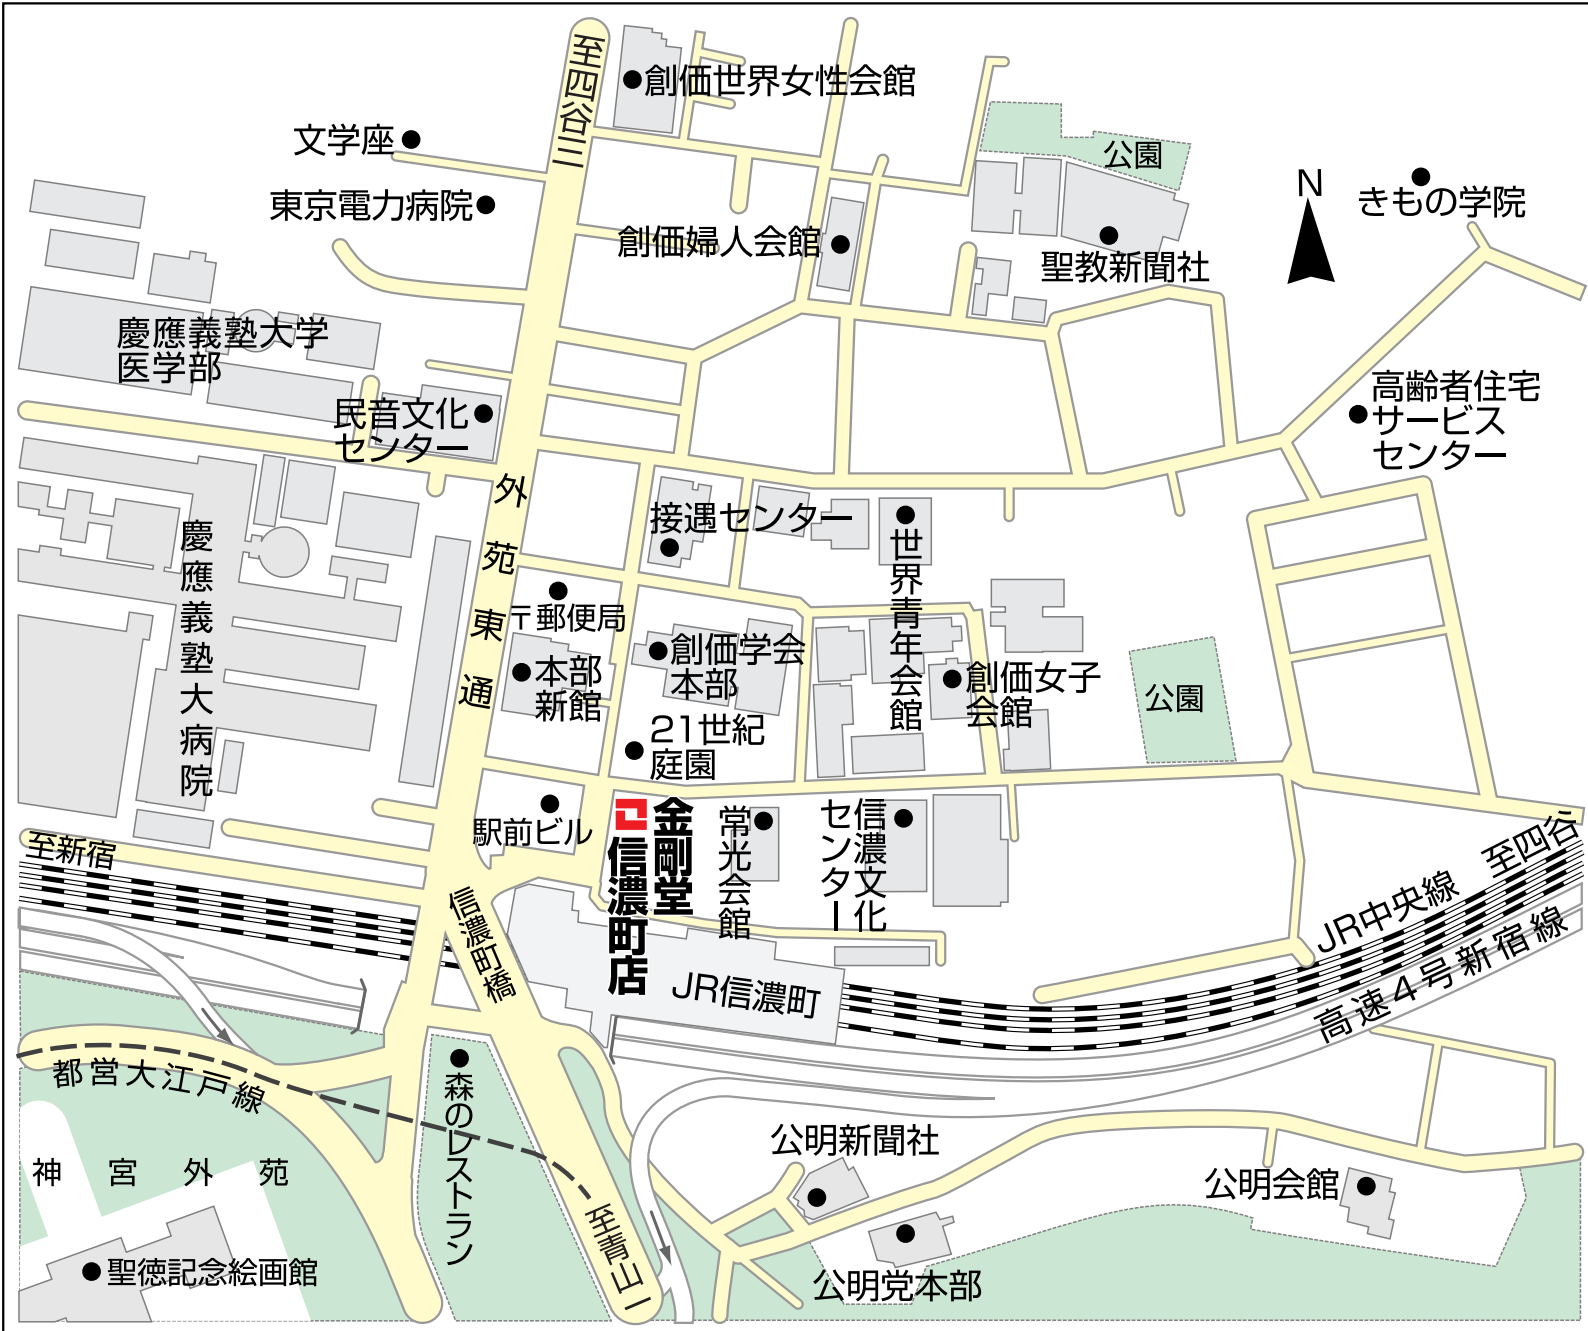 至四谷三
創価世界女性会館
文学座
公園
N
きもの学院
東京電力病院
創価婦人会館
聖教新聞社
慶應義塾大学
医学部
高齢者住宅
サービス
センター
民音文化
センター
外苑東通
接遇センター
世界青年会館
慶應義塾大病院
〒郵便局
創価学会
本部
本部
新館
創価女子
会館
公園
21世紀
庭園
駅前ビル
金剛堂
信濃町店
常光会館
信濃文化
センター
至新宿
至四谷
JR中央線
信濃町橋
JR信濃町
高速4号新宿線
都営大江戸線
森のレストラン
公明新聞社
神宮外苑
公明会館
至青山一
聖徳記念絵画館
公明党本部